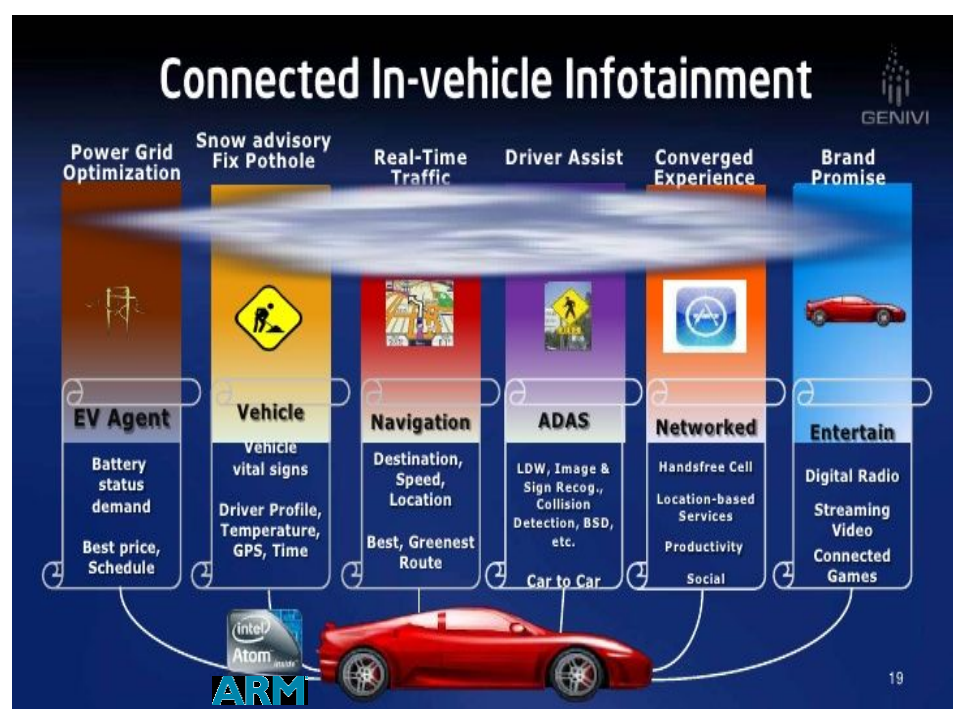 Connected In-vehicle Infotainment
GENIVI
Power Grid
Optimization
Snow advisory
Fix Pothole
Real-Time
Traffic
Driver Assist
Converged
Experience
Brand
Promise
EV Agent
Vehicle
Navigation
ADAS
Networked
Entertain
Battery
status
demand
Best price,
Schedule
Vehicle
vital signs
Driver Profile,
Temperature,
GPS, Time
Destination,
Speed,
Location
Best, Greenest
Route
LDW, Image &
Sign Recog.,
Collision
Detection, BSD,
etc.
Car to Car
Handsfree Cell
Location-based
Services
Productivity
Social
Digital Radio
Streaming
Video
Connected
Games
intel
Atom
inside
ARM
19